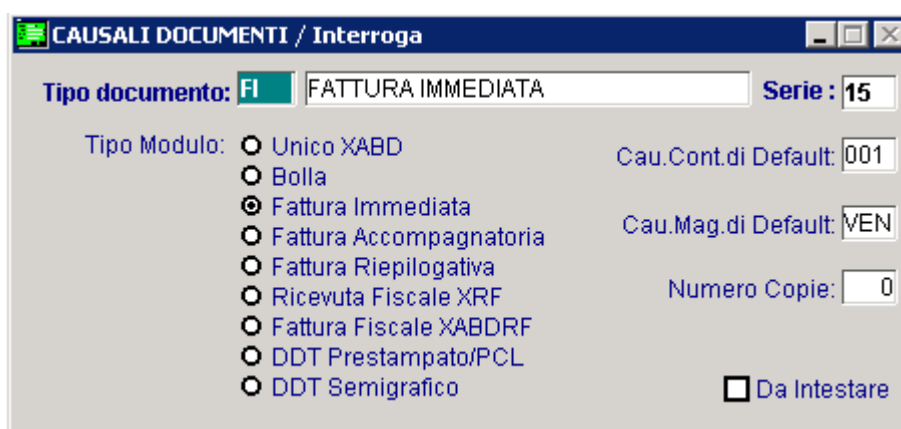 CAUSALI DOCUMENTI / Interroga
Tipo documento: FI FATTURA IMMEDIATA Serie : 15
Tipo Modulo: Unico XABD
Cau.Cont.di Default: 001
Bolla
Fattura Immediata
Cau.Mag.di Default: VEN
Fattura Accompagnatoria
Fattura Riepilogativa
Numero Copie: 0
Ricevuta Fiscale XRF
Fattura Fiscale XABDRF
DDT Prestampato/PCL
DDT Semigrafico
Da Intestare